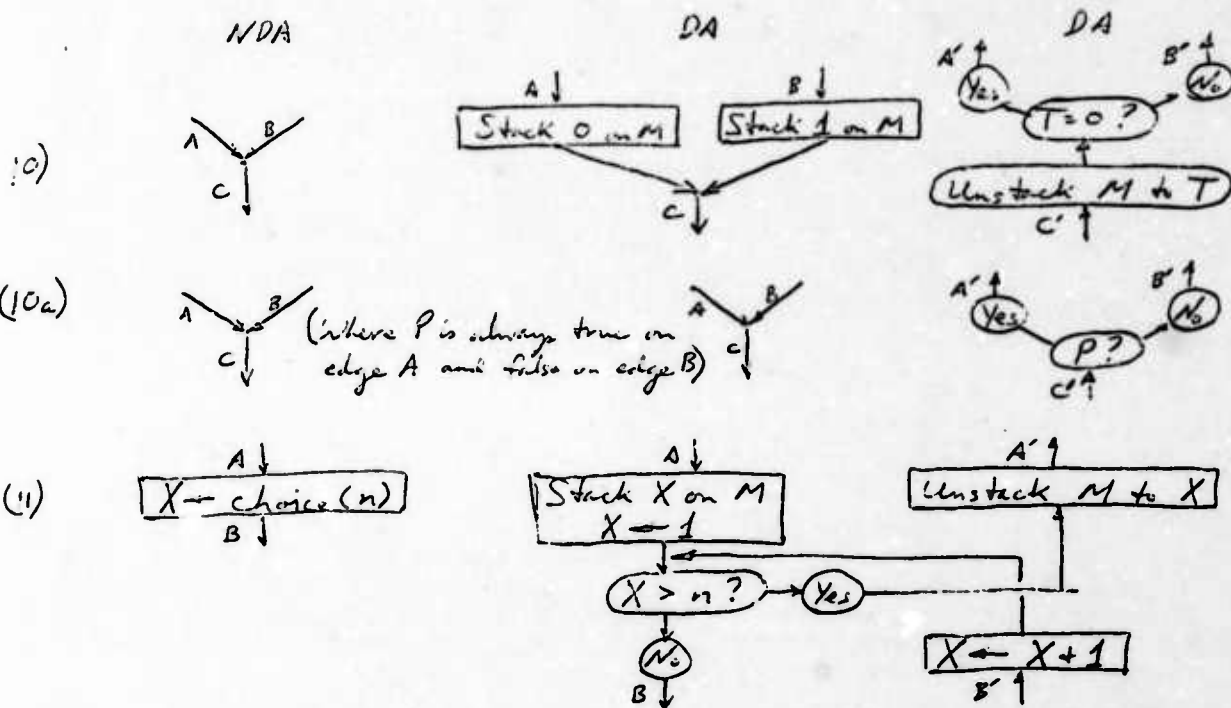 NDA DA DA
10)
A B C
A B
Stack 0 on M Stack 1 on M
C
A' B'
Yes No
T=0?
Unstack M to T
C'
(10a)
A B C
(where P is always true on
edge A and false on edge B)
A B C
A' B'
Yes No
P?
C'
(11)
A
X ← choice(n)
B
A
Stack X on M
X ← 1
X > n? Yes
No
B
A'
Unstack M to X
X ← X + 1
B'